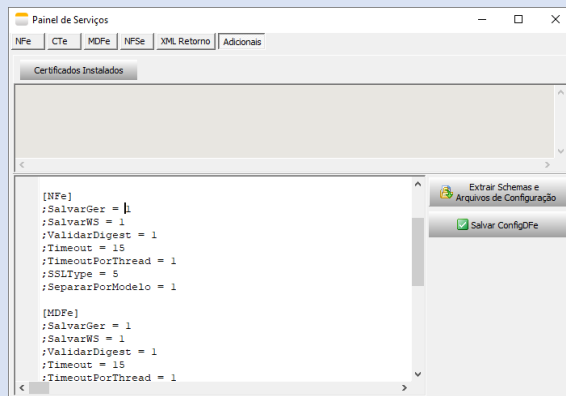 Painel de Serviços
NFe CTe MDFe NFSe XML Retorno Adicionais
Certificados Instalados
[NFe]
;SalvarGer = 1
;SalvarWS = 1
;ValidarDigest = 1
;Timeout = 15
;TimeoutPorThread = 1
;SSLType = 5
;SepararPorModelo = 1
[MDFe]
;SalvarGer = 1
;SalvarWS = 1
;ValidarDigest = 1
;Timeout = 15
;TimeoutPorThread = 1
Extrair Schemas e
Arquivos de Configuração
Salvar ConfigDFe